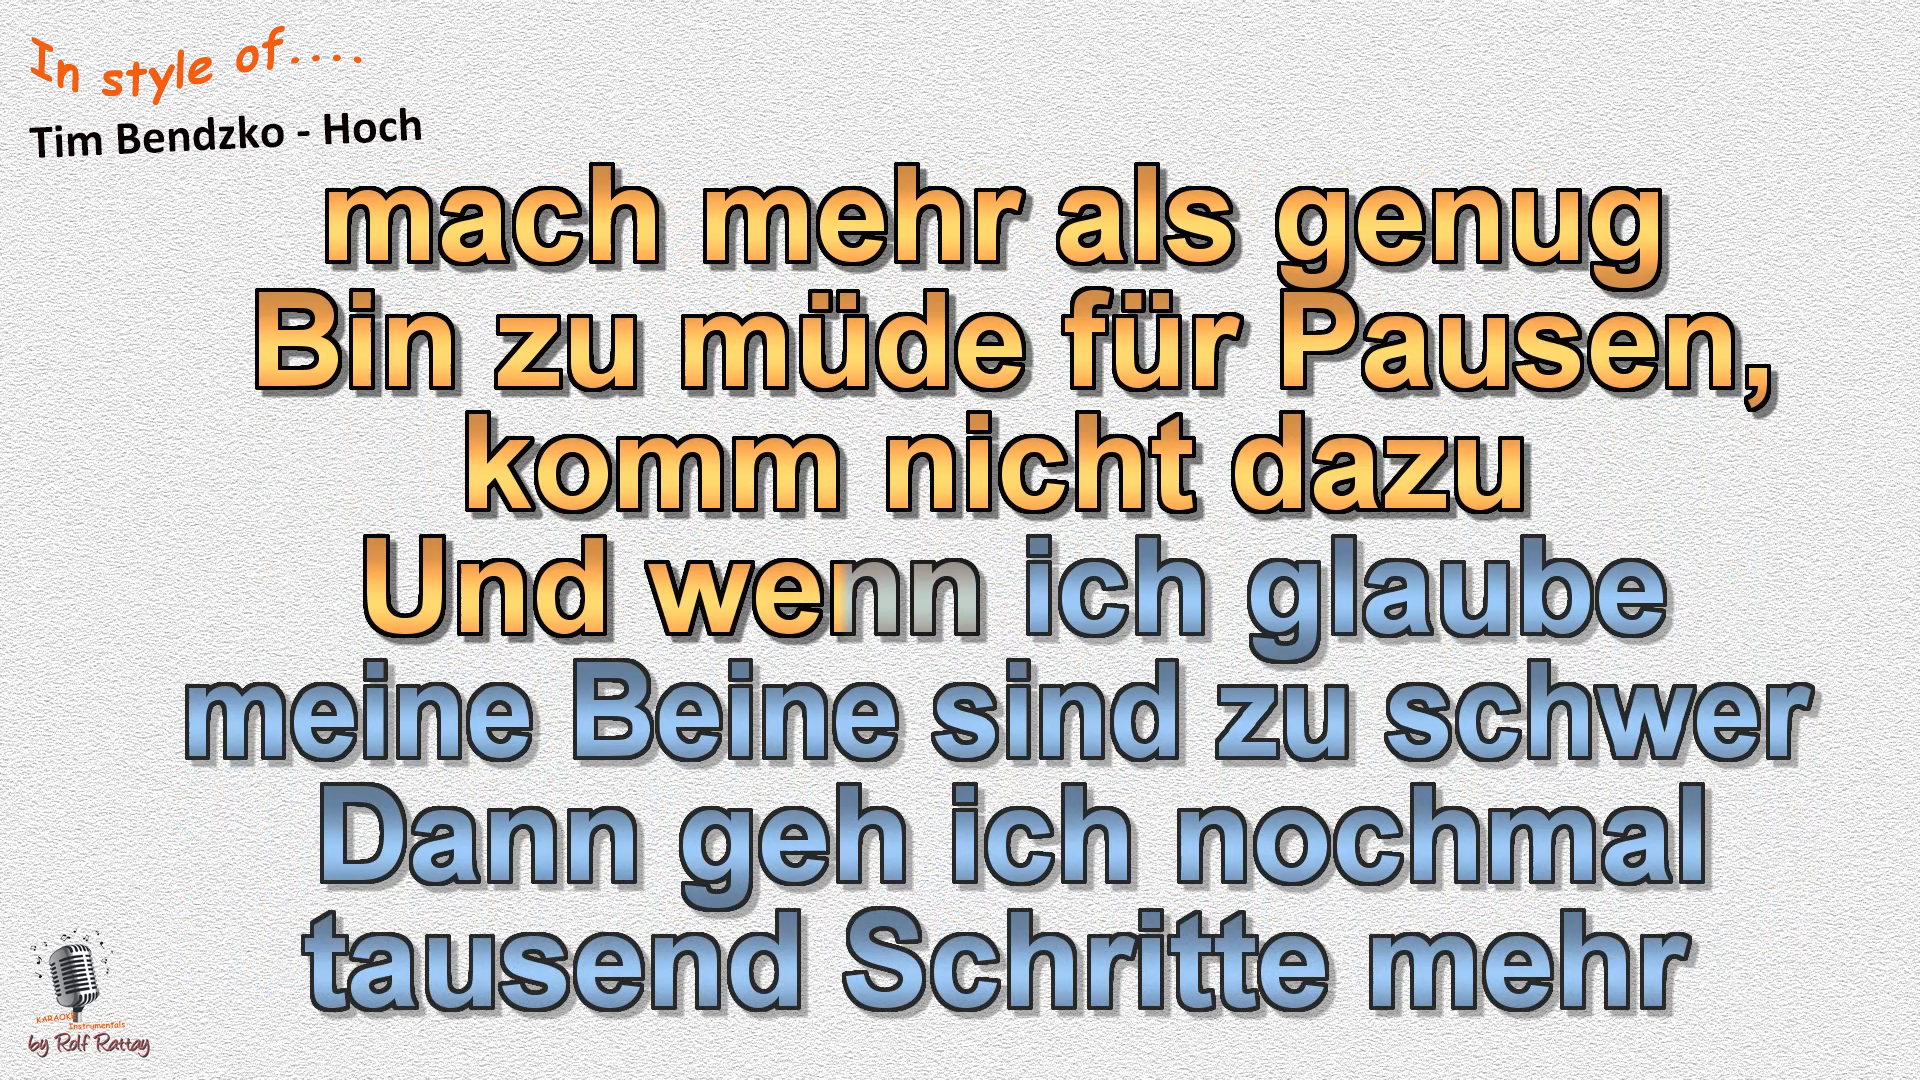 In style of....
Tim Bendzko - Hoch
mach mehr als genug
Bin zu müde für Pausen,
komm nicht dazu
Und wenn ich glaube
meine Beine sind zu schwer
Dann geh ich nochmal
tausend Schritte mehr
KARAOKE
Instrumentals
by Rolf Rattay